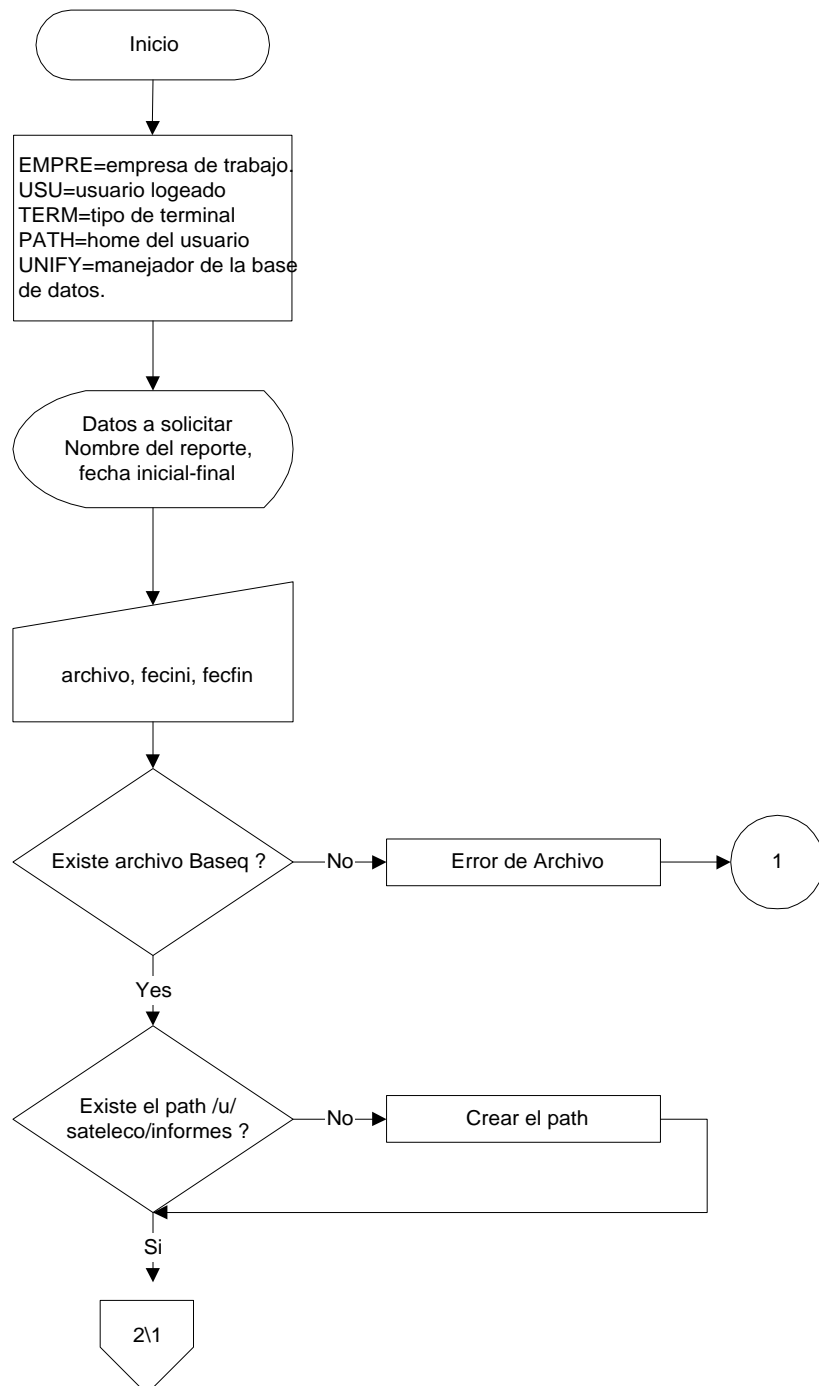 Inicio
EMPRE=empresa de trabajo.
USU=usuario logeado
TERM=tipo de terminal
PATH=home del usuario
UNIFY=manejador de la base
de datos.
Datos a solicitar
Nombre del reporte,
fecha inicial-final
archivo, fecini, fecfin
Existe archivo Baseq ?
No
Error de Archivo
1
Yes
Existe el path /u/
sateleco/informes ?
No
Crear el path
Si
2\1